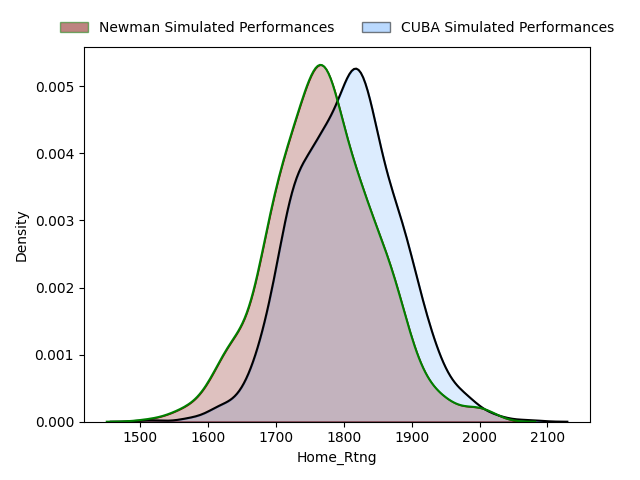 Newman Simulated Performances CUBA Simulated Performances
0.005
0.004
0.003
0.002
0.001
0.000
Density
1500 1600 1700 1800 1900 2000 2100
Home_Rtng